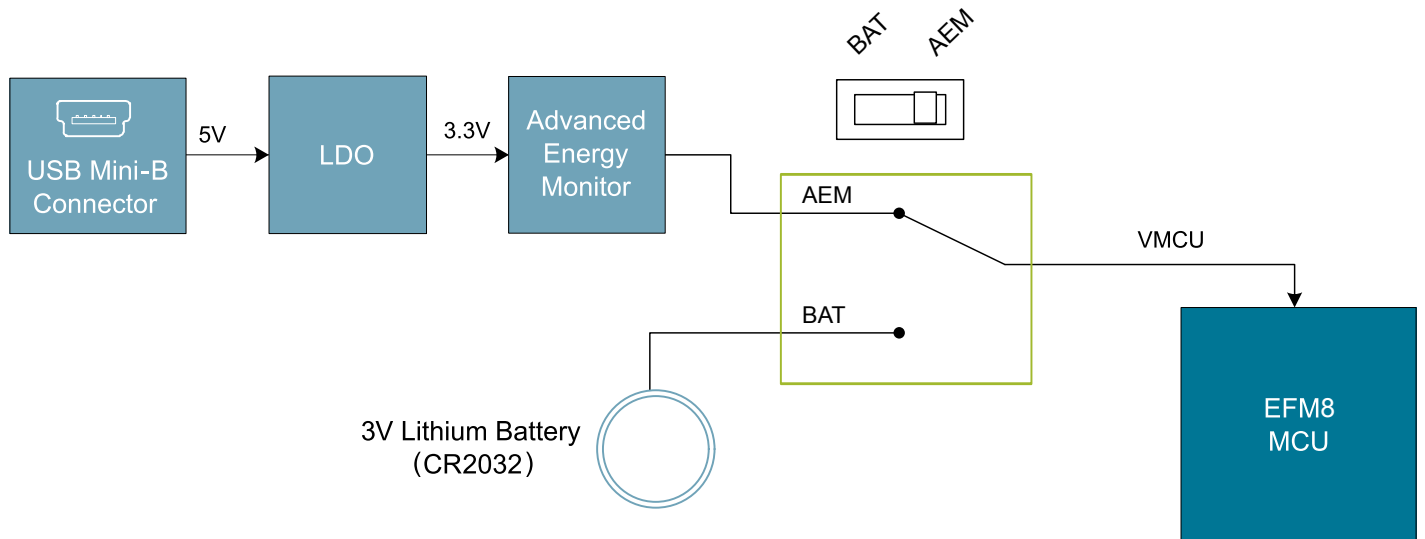 BAT
AEM
USB Mini-B
Connector
5V
LDO
3.3V
Advanced
Energy
Monitor
AEM
BAT
VMCU
3V Lithium Battery
(CR2032)
EFM8
MCU